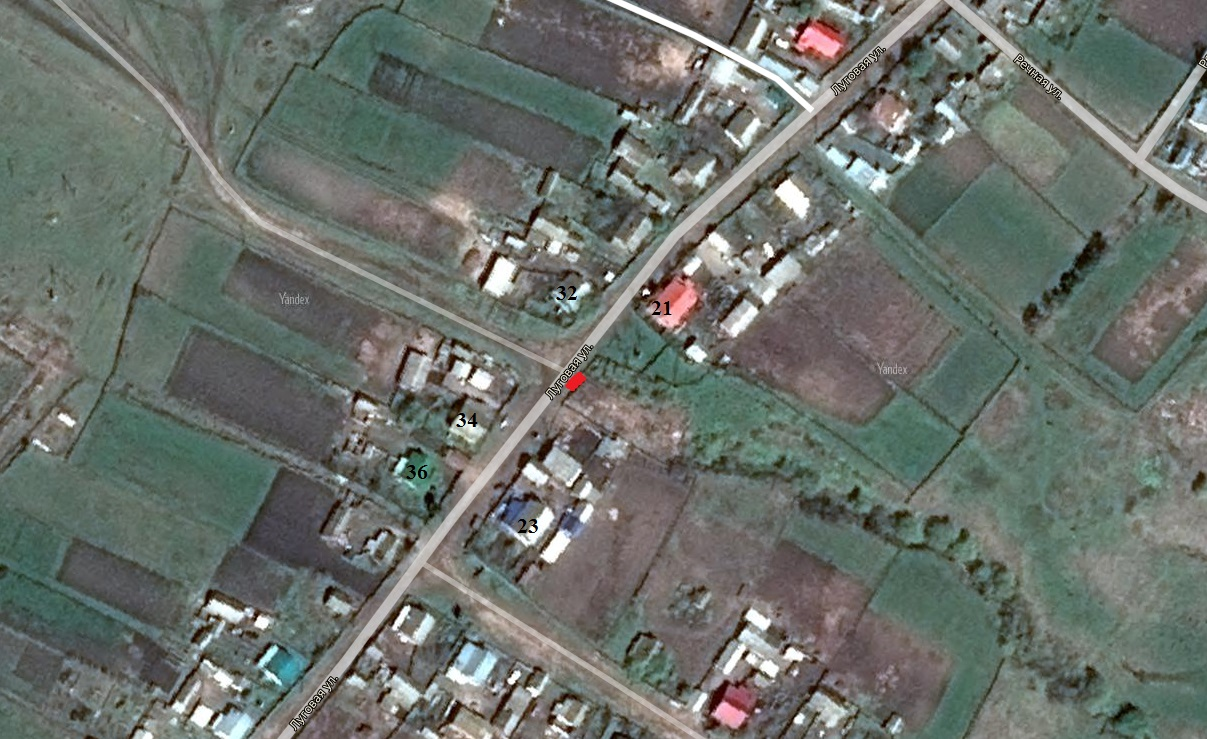 Луговая ул.
Речная ул.
Yandex
32
21
Луговая ул.
Yandex
34
36
23
Луговая ул.